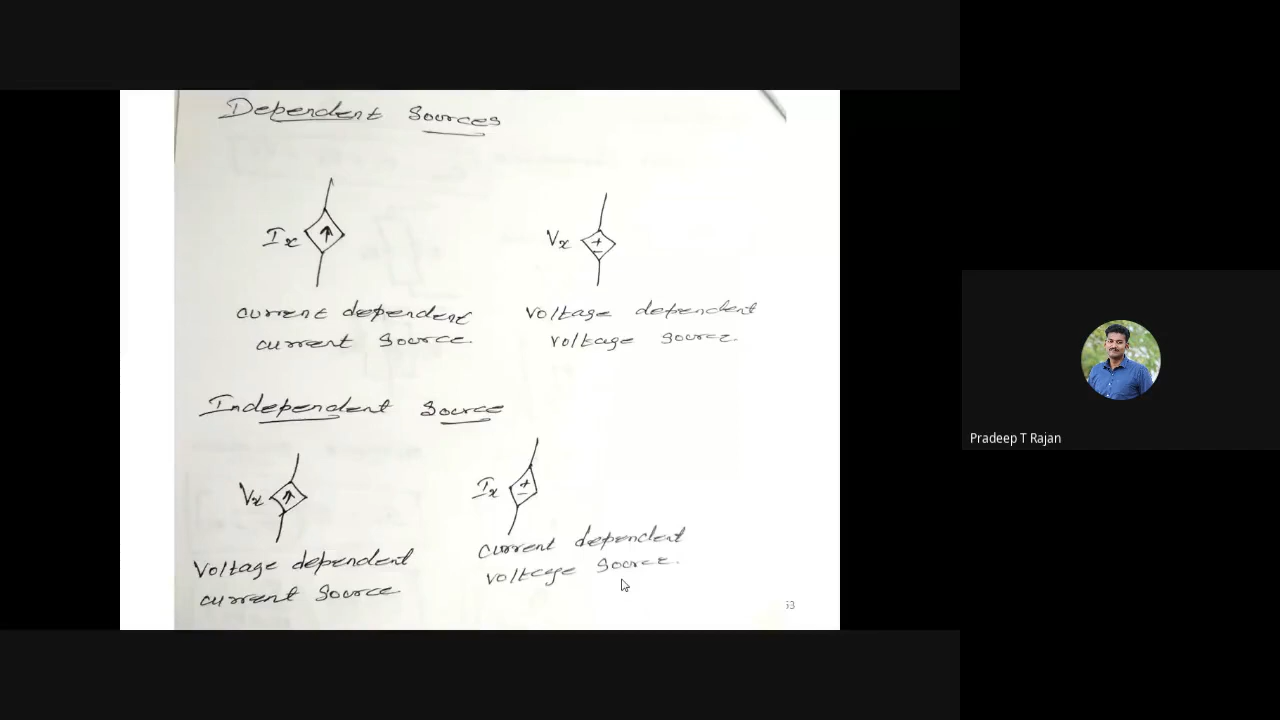 Dependent Sources
Ix
Vx
current dependent
current source.
voltage dependent
voltage source.
Independent Source
Vx
Ix
Voltage dependent
current source
current dependent
voltage source.
53
Pradeep T Rajan